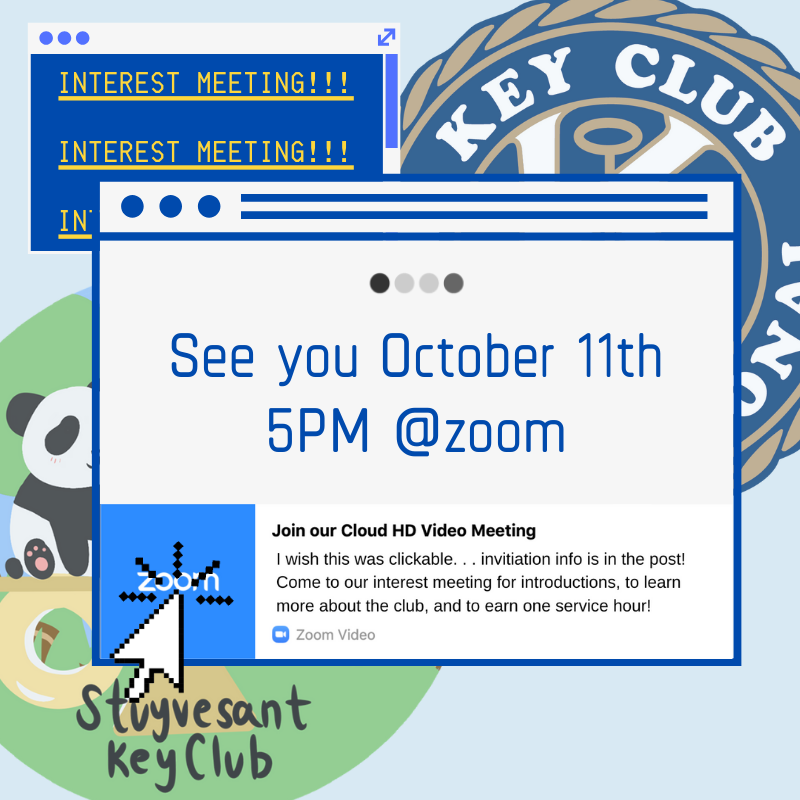 INTEREST MEETING!!!
INTEREST MEETING!!!
IN
KEY CLUB
ONAL
See you October 11th
5PM @zoom
zoom
Join our Cloud HD Video Meeting
I wish this was clickable. . . invitiation info is in the post!
Come to our interest meeting for introductions, to learn
more about the club, and to earn one service hour!
Zoom Video
Stuyvesant
Key Club